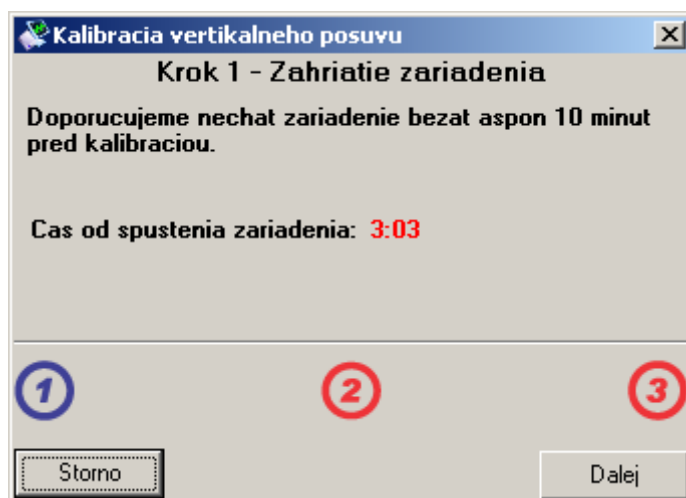 Kalibracia vertikalneho posuvu
Krok 1 - Zahriatie zariadenia
Doporucujeme nechat zariadenie bezat aspon 10 minut
pred kalibraciou.
Cas od spustenia zariadenia: 3:03
1 2 3
Storno Dalej